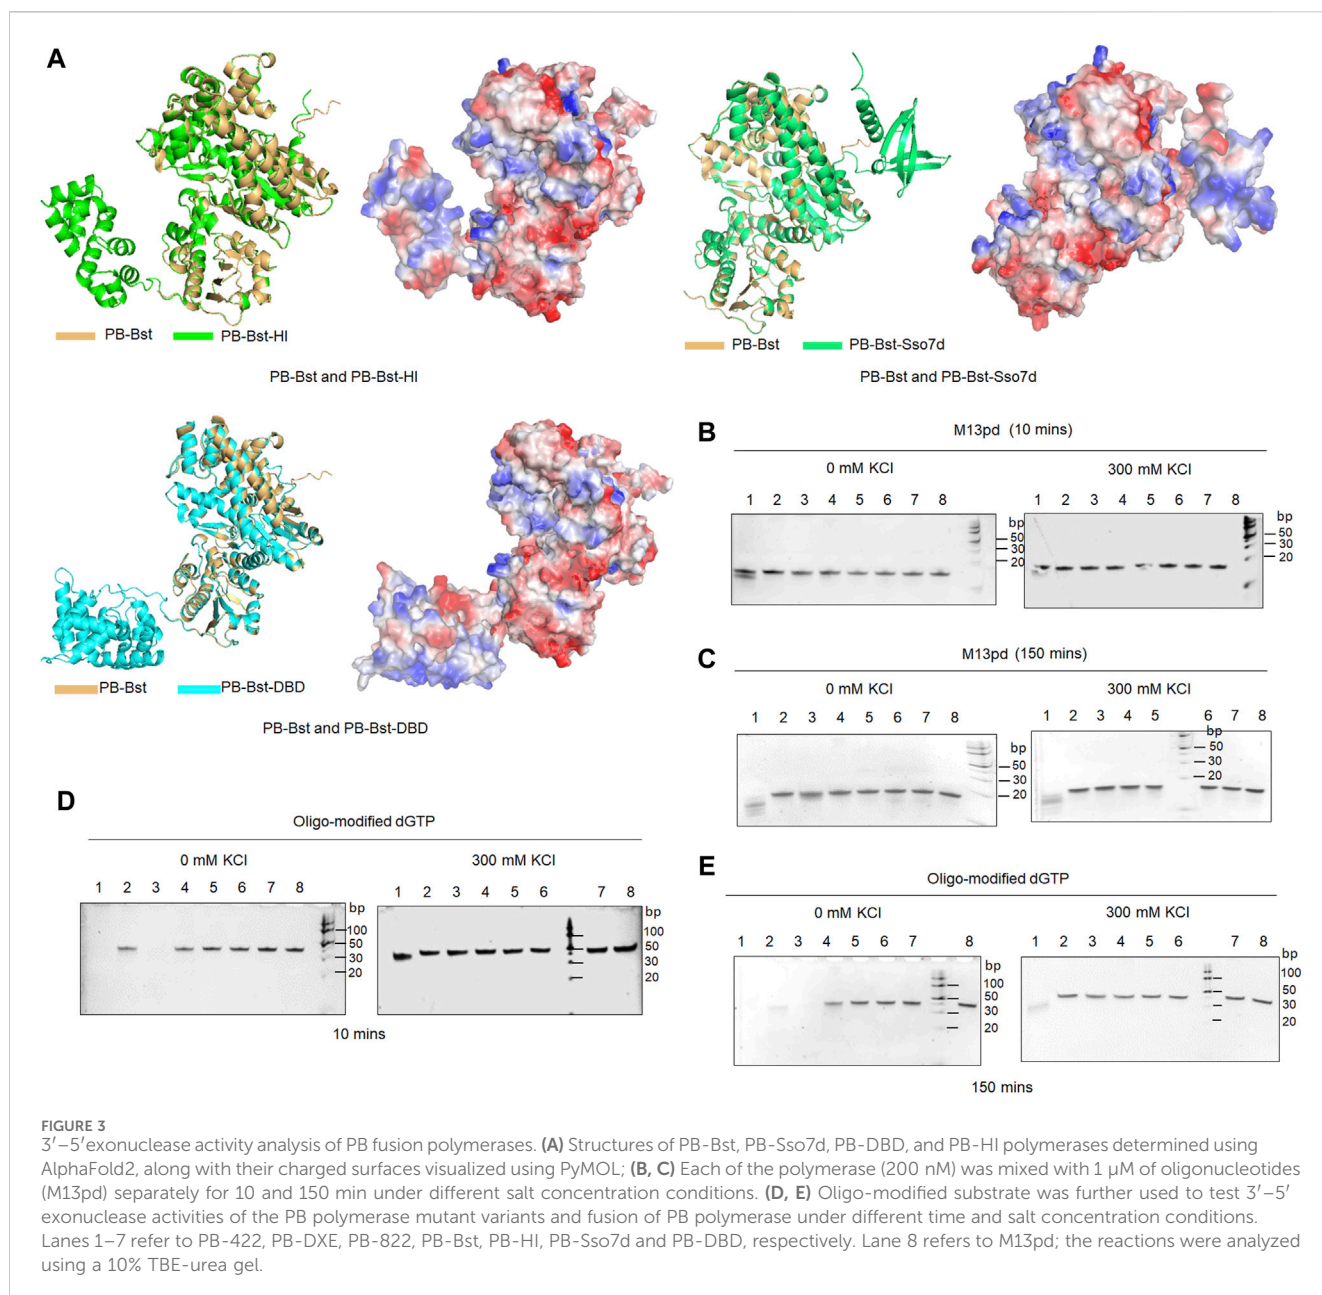 A
PB-Bst PB-Bst-HI
PB-Bst and PB-Bst-HI
PB-Bst PB-Bst-Sso7d
PB-Bst and PB-Bst-Sso7d
PB-Bst PB-Bst-DBD
PB-Bst and PB-Bst-DBD
B
M13pd (10 mins)
0 mM KCl 300 mM KCl
1 2 3 4 5 6 7 8
bp
50
30
20
1 2 3 4 5 6 7 8
bp
50
30
20
C
M13pd (150 mins)
0 mM KCl 300 mM KCl
1 2 3 4 5 6 7 8
bp
50
30
20
1 2 3 4 5 6 7 8
bp
50
30
20
D
Oligo-modified dGTP
0 mM KCl 300 mM KCl
1 2 3 4 5 6 7 8
bp
100
50
30
20
1 2 3 4 5 6 7 8
bp
100
50
30
20
10 mins
E
Oligo-modified dGTP
0 mM KCl 300 mM KCl
1 2 3 4 5 6 7 8
bp
100
50
30
20
1 2 3 4 5 6 7 8
bp
100
50
30
20
150 mins
FIGURE 3
3′–5′exonuclease activity analysis of PB fusion polymerases. (A) Structures of PB-Bst, PB-Sso7d, PB-DBD, and PB-HI polymerases determined using
AlphaFold2, along with their charged surfaces visualized using PyMOL; (B, C) Each of the polymerase (200 nM) was mixed with 1 μM of oligonucleotides
(M13pd) separately for 10 and 150 min under different salt concentration conditions. (D, E) Oligo-modified substrate was further used to test 3′–5′
exonuclease activities of the PB polymerase mutant variants and fusion of PB polymerase under different time and salt concentration conditions.
Lanes 1–7 refer to PB-422, PB-DXE, PB-822, PB-Bst, PB-HI, PB-Sso7d and PB-DBD, respectively. Lane 8 refers to M13pd; the reactions were analyzed
using a 10% TBE-urea gel.